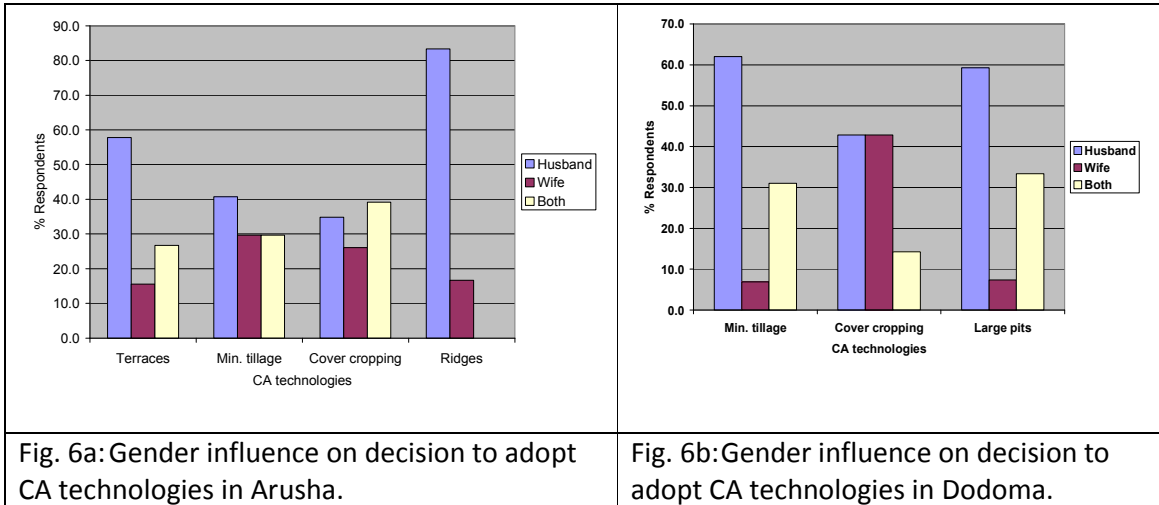 90.0
80.0
70.0
60.0
50.0
40.0
30.0
20.0
10.0
0.0
% Respondents
Terraces Min. tillage Cover cropping Ridges
CA technologies
Husband
Wife
Both
Fig. 6a: Gender influence on decision to adopt
CA technologies in Arusha.
70.0
60.0
50.0
40.0
30.0
20.0
10.0
0.0
% Respondents
Min. tillage Cover cropping Large pits
CA technologies
Husband
Wife
Both
Fig. 6b:Gender influence on decision to
adopt CA technologies in Dodoma.